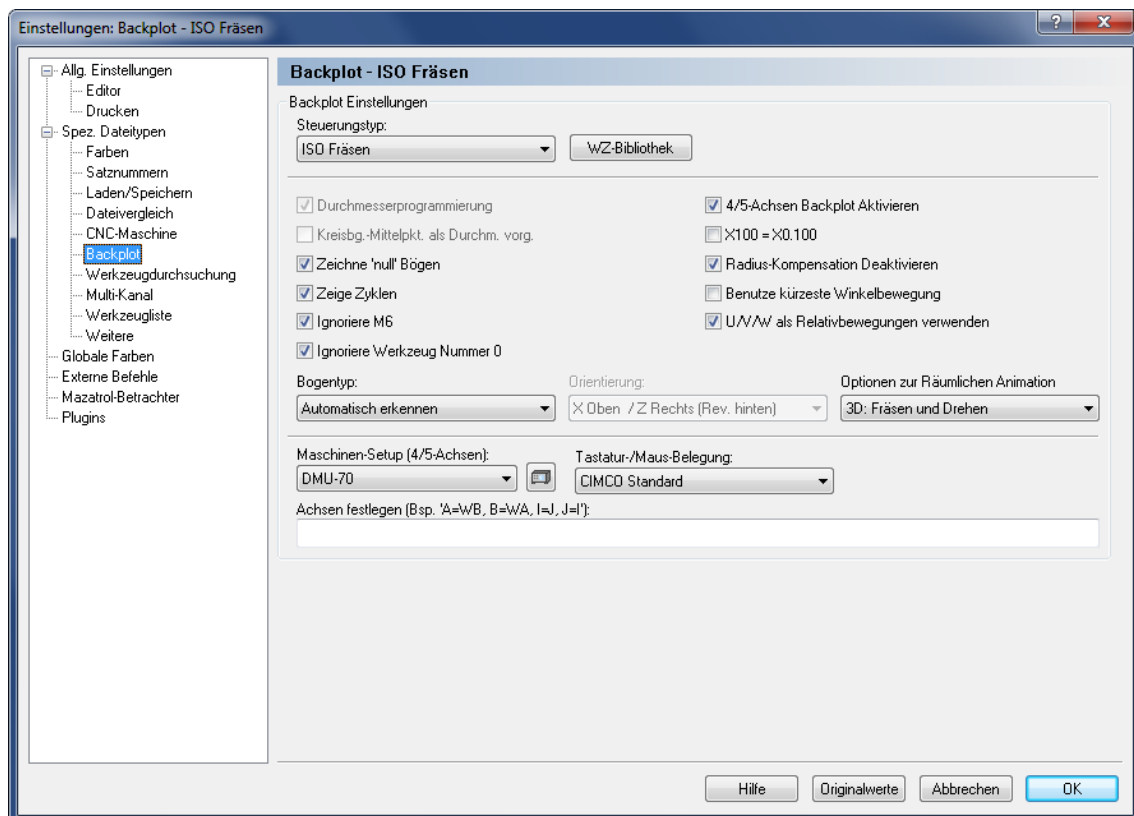 Einstellungen: Backplot - ISO Fräsen
?
Allg. Einstellungen
Editor
Drucken
Spez. Dateitypen
Farben
Satznummern
Laden/Speichern
Dateivergleich
CNC-Maschine
Backplot
Werkzeugdurchsuchung
Multi-Kanal
Werkzeugliste
Weitere
Globale Farben
Externe Befehle
Mazatrol-Betrachter
Plugins
Backplot - ISO Fräsen
Backplot Einstellungen
Steuerungstyp:
ISO Fräsen
WZ-Bibliothek
Durchmesserprogrammierung
Kreisbg.-Mittelpkt. als Durchm. vorg.
Zeichne 'null' Bögen
Zeige Zyklen
Ignoriere M6
Ignoriere Werkzeug Nummer 0
4/5-Achsen Backplot Aktivieren
X100 = X0.100
Radius-Kompensation Deaktivieren
Benutze kürzeste Winkelbewegung
U/V/W als Relativbewegungen verwenden
Bogentyp:
Automatisch erkennen
Orientierung:
X Oben / Z Rechts (Rev. hinten)
Optionen zur Räumlichen Animation
3D: Fräsen und Drehen
Maschinen-Setup (4/5-Achsen):
DMU-70
Tastatur-/Maus-Belegung:
CIMCO Standard
Achsen festlegen (Bsp. 'A=WB, B=WA, I=J, J=I'):
Hilfe
Originalwerte
Abbrechen
OK